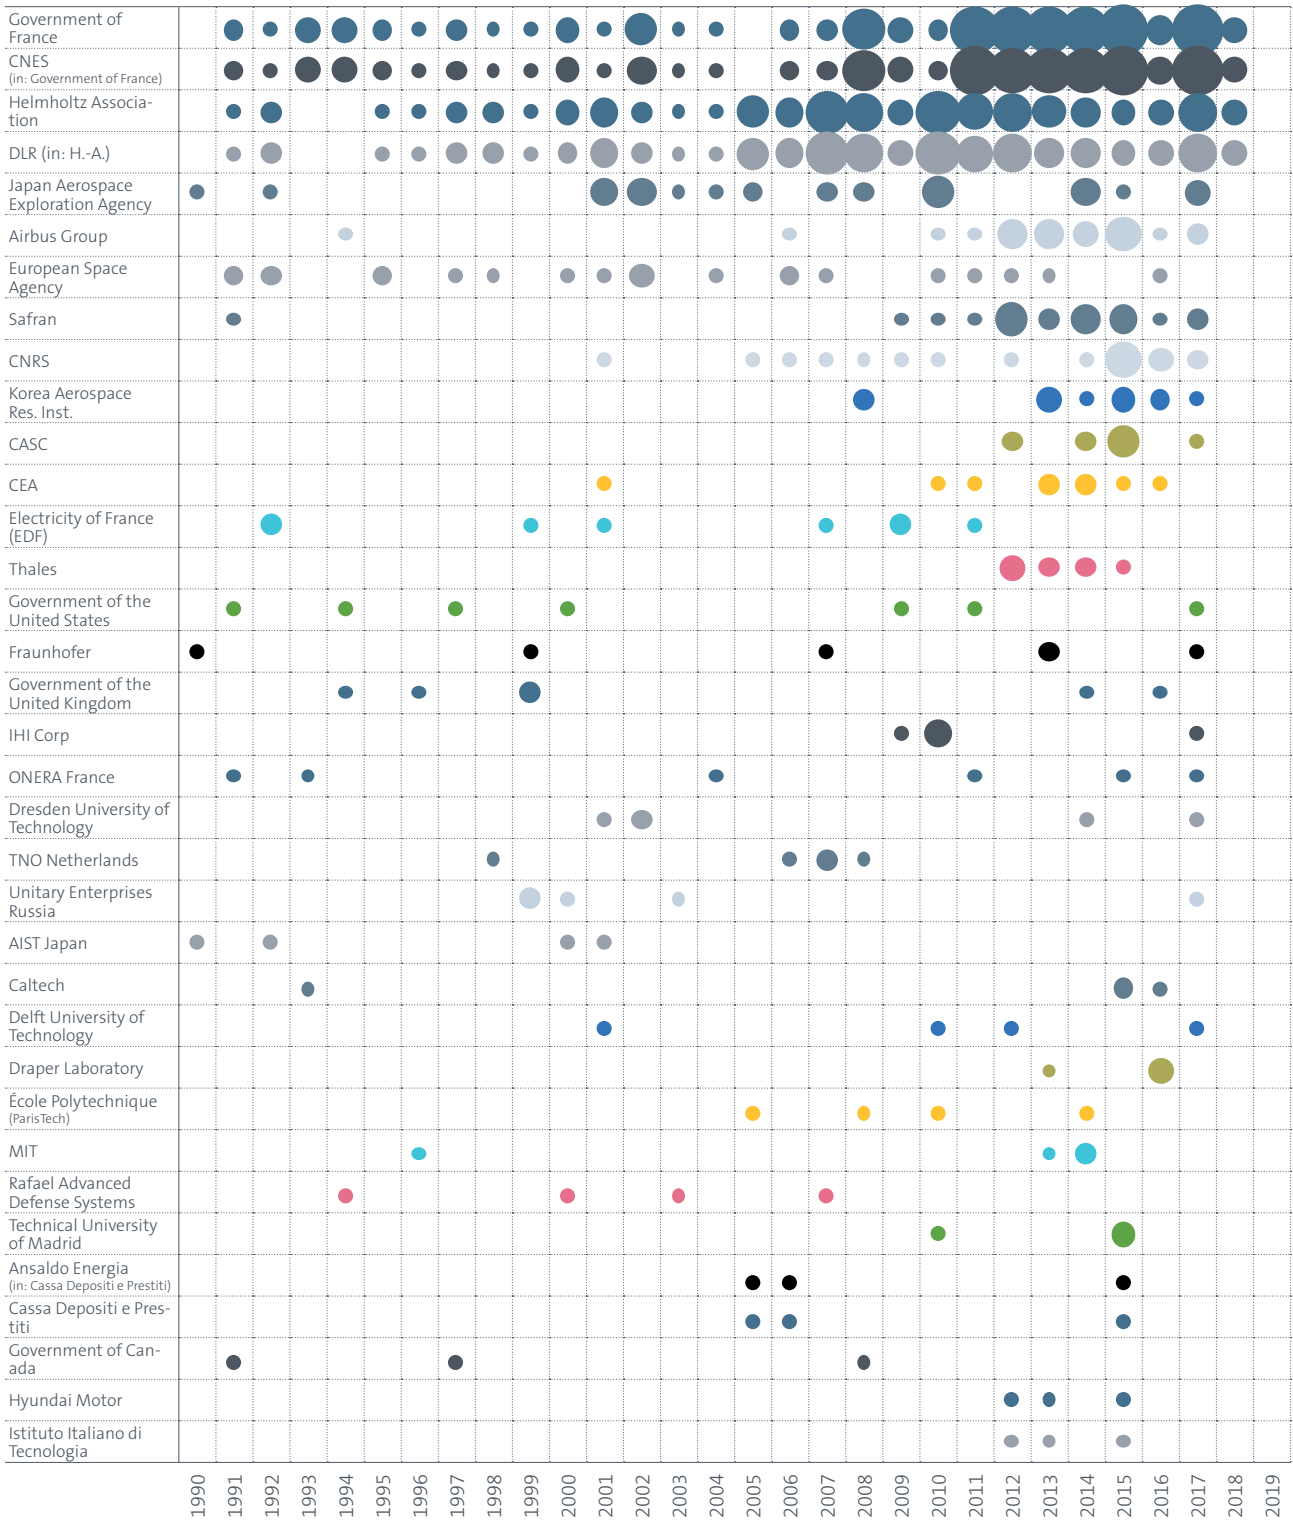 Government of
France
CNES
(in: Government of France)
Helmholtz Associa-
tion
DLR (in: H.-A.)
Japan Aerospace
Exploration Agency
Airbus Group
European Space
Agency
Safran
CNRS
Korea Aerospace
Res. Inst.
CASC
CEA
Electricity of France
(EDF)
Thales
Government of the
United States
Fraunhofer
Government of the
United Kingdom
IHI Corp
ONERA France
Dresden University of
Technology
TNO Netherlands
Unitary Enterprises
Russia
AIST Japan
Caltech
Delft University of
Technology
Draper Laboratory
École Polytechnique
(ParisTech)
MIT
Rafael Advanced
Defense Systems
Technical University
of Madrid
Ansaldo Energia
(in: Cassa Depositi e Prestiti)
Cassa Depositi e Pres-
titi
Government of Can-
ada
Hyundai Motor
Istituto Italiano di
Tecnologia
1990
1991
1992
1993
1994
1995
1996
1997
1998
1999
2000
2001
2002
2003
2004
2005
2006
2007
2008
2009
2010
2011
2012
2013
2014
2015
2016
2017
2018
2019